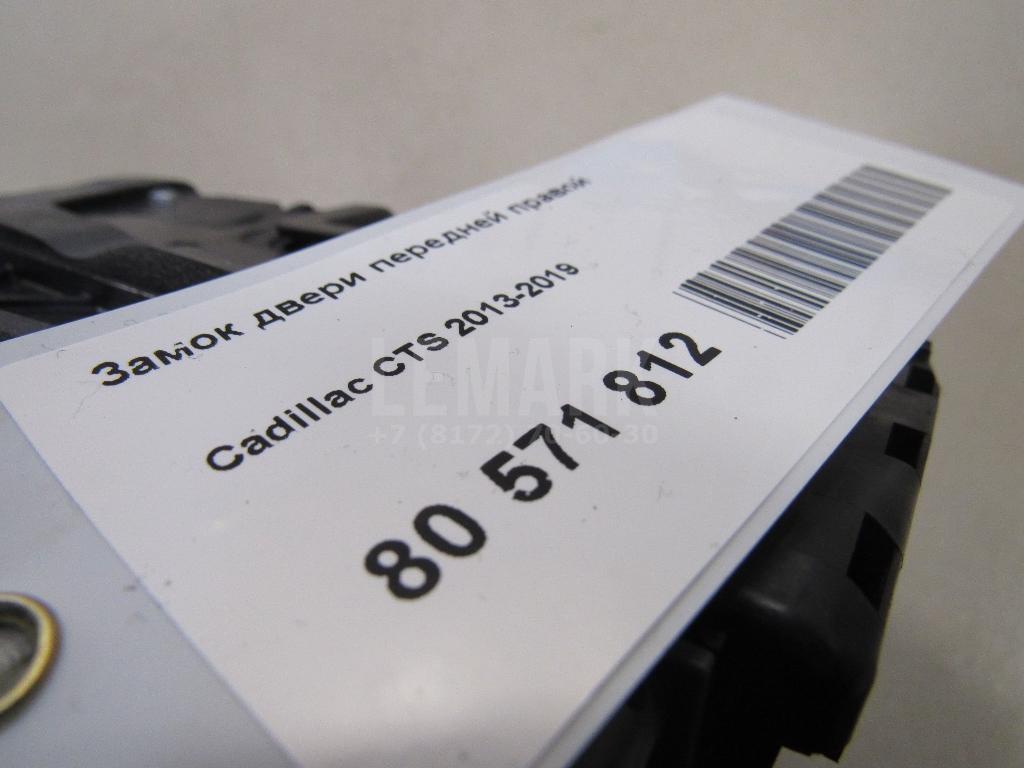 Замок двери передней правой
Cadillac CTS 2013-2019
80 571 812
LEMARK